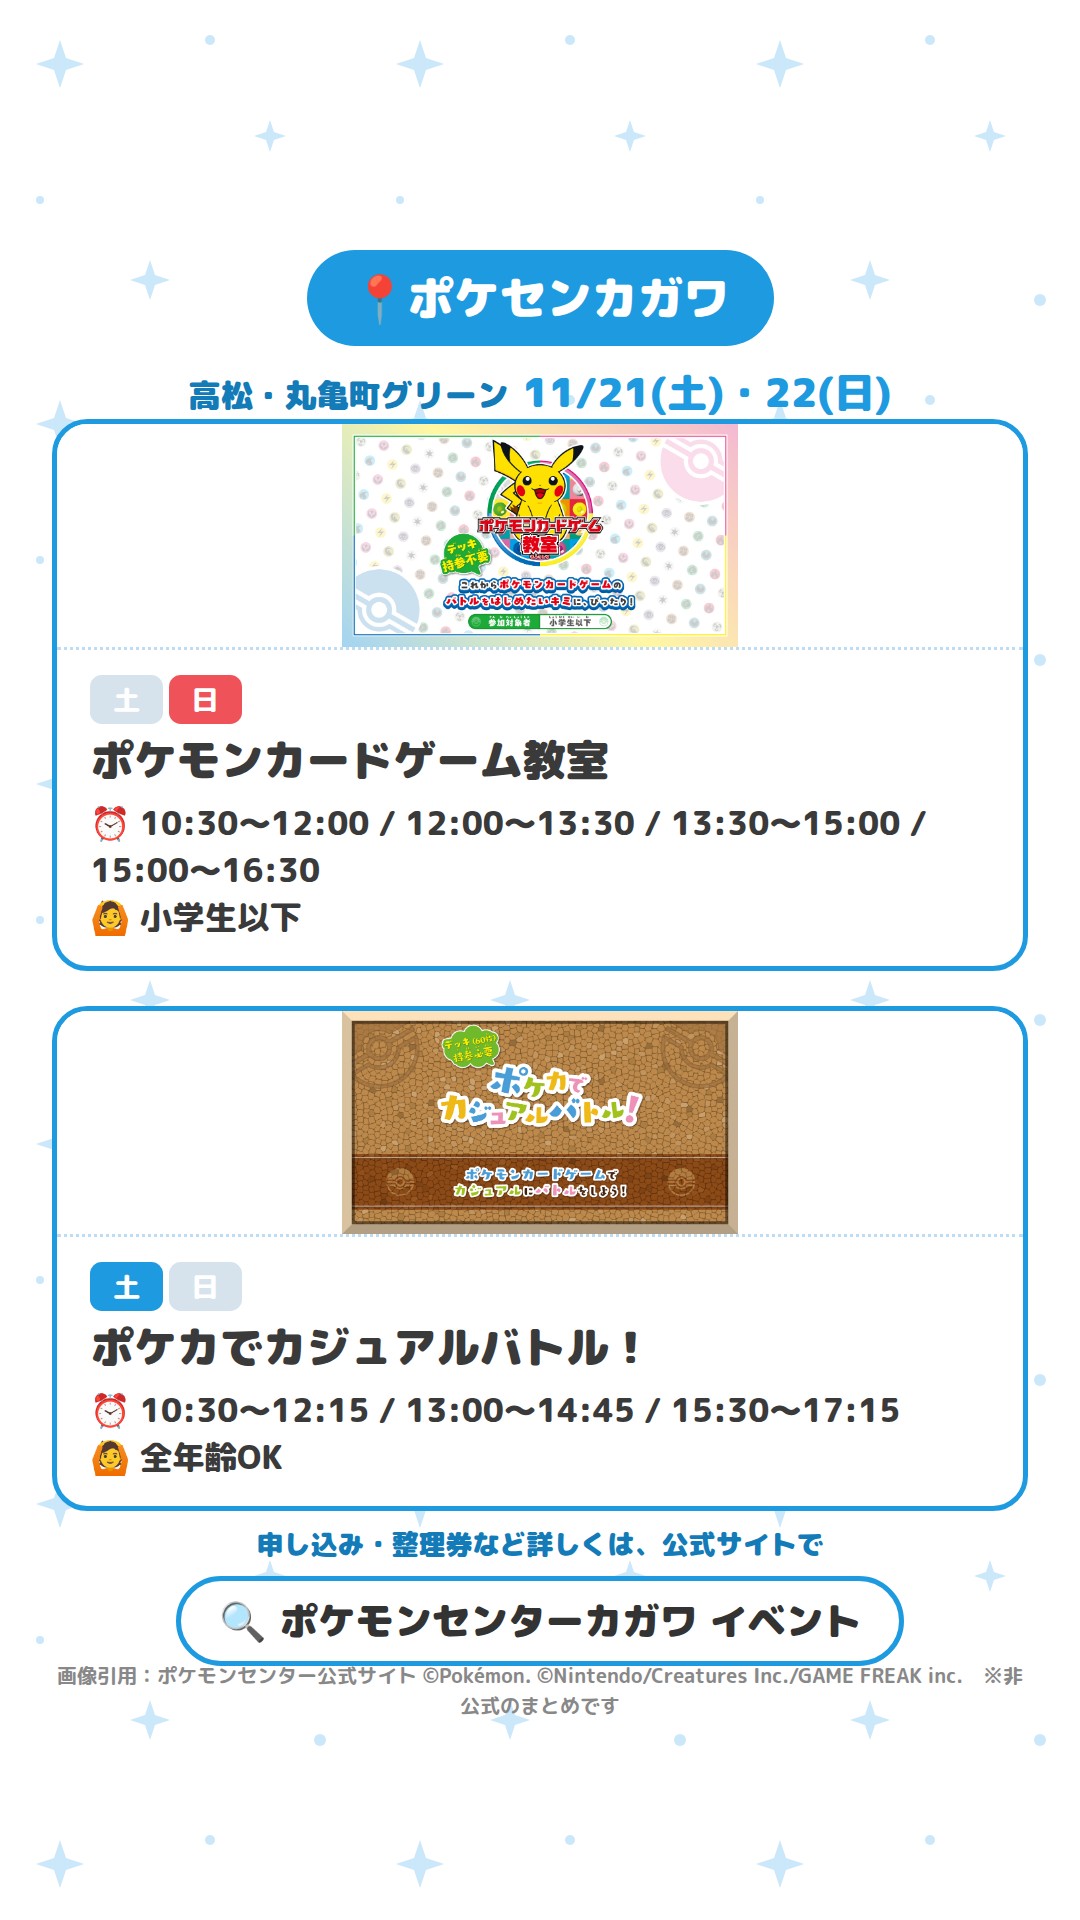 ポケセンカガワ
高松・丸亀町グリーン 11/21(土)・22(日)
ポケモンカードゲーム
教室
デッキ
持参不要
これからポケモンカードゲームの
バトルをはじめたいキミに、ぴったり!
参加対象者 小学生以下
土 日
ポケモンカードゲーム教室
10:30〜12:00 / 12:00〜13:30 / 13:30〜15:00 /
15:00〜16:30
小学生以下
デッキ(60枚)
持参必要
ポケカで
カジュアルバトル!
ポケモンカードゲームで
カジュアルにバトルをしよう!
土 日
ポケカでカジュアルバトル！
10:30〜12:15 / 13:00〜14:45 / 15:30〜17:15
全年齢OK
申し込み・整理券など詳しくは、公式サイトで
ポケモンセンターカガワ イベント
画像引用：ポケモンセンター公式サイト ©Pokémon. ©Nintendo/Creatures Inc./GAME FREAK inc.　※非
公式のまとめです